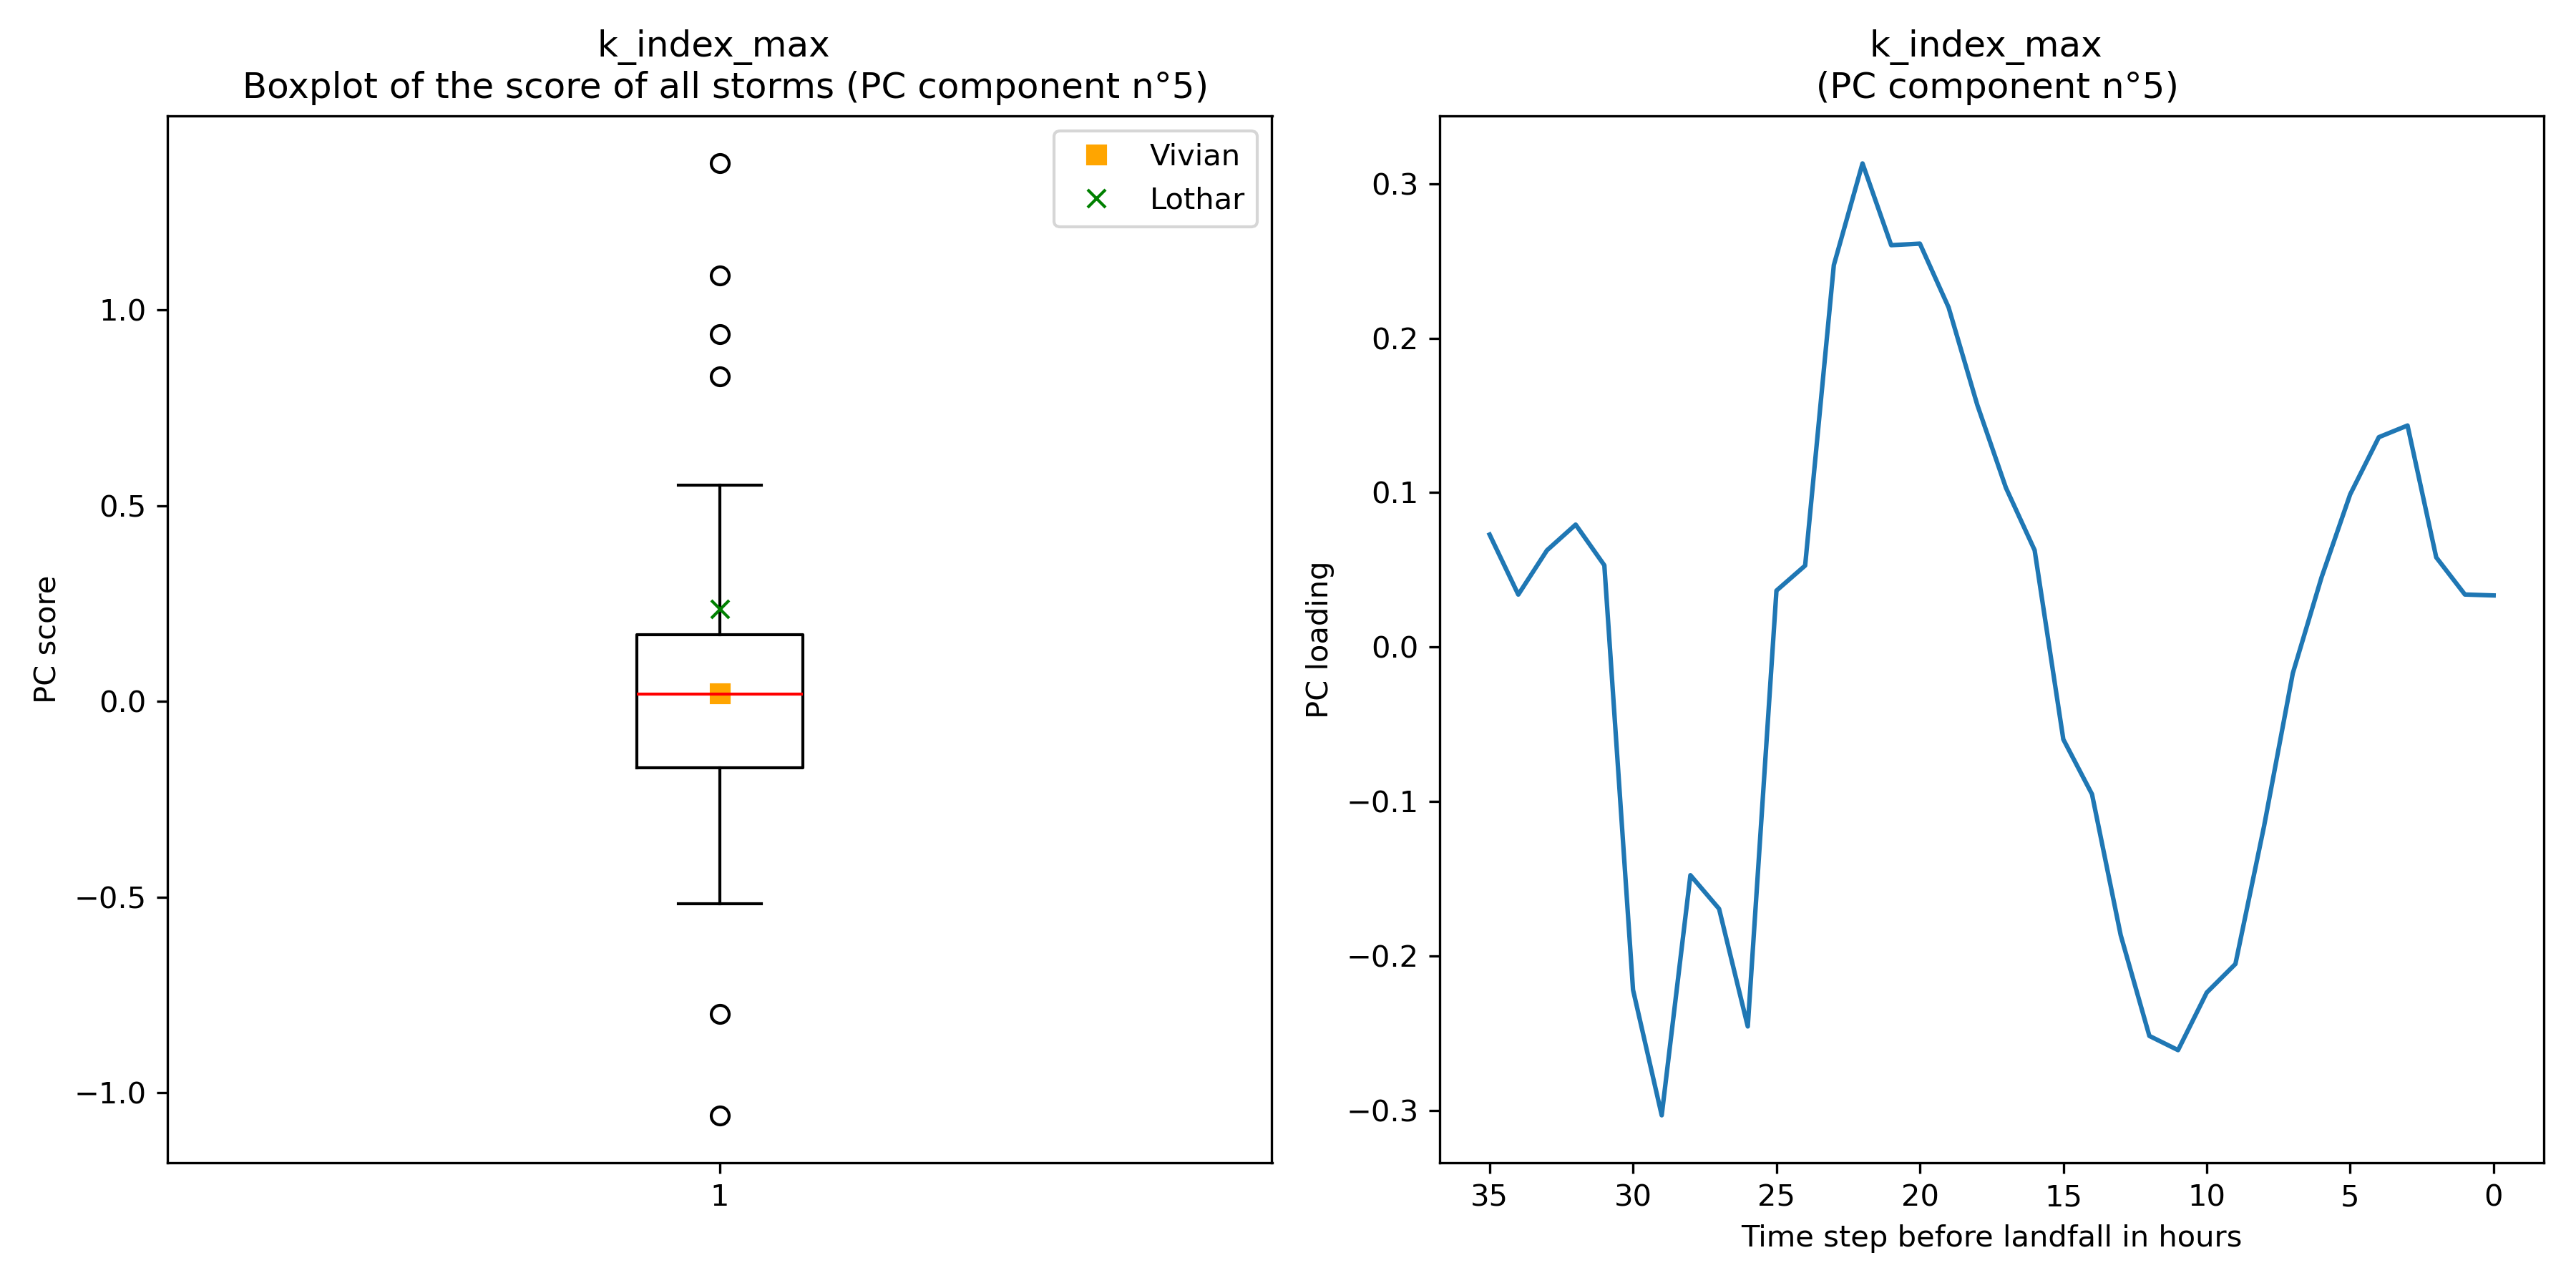 k_index_max
Boxplot of the score of all storms (PC component n°5)
Vivian
Lothar
PC score
1.0
0.5
0.0
−0.5
−1.0
1
k_index_max
(PC component n°5)
PC loading
0.3
0.2
0.1
0.0
−0.1
−0.2
−0.3
35 30 25 20 15 10 5 0
Time step before landfall in hours